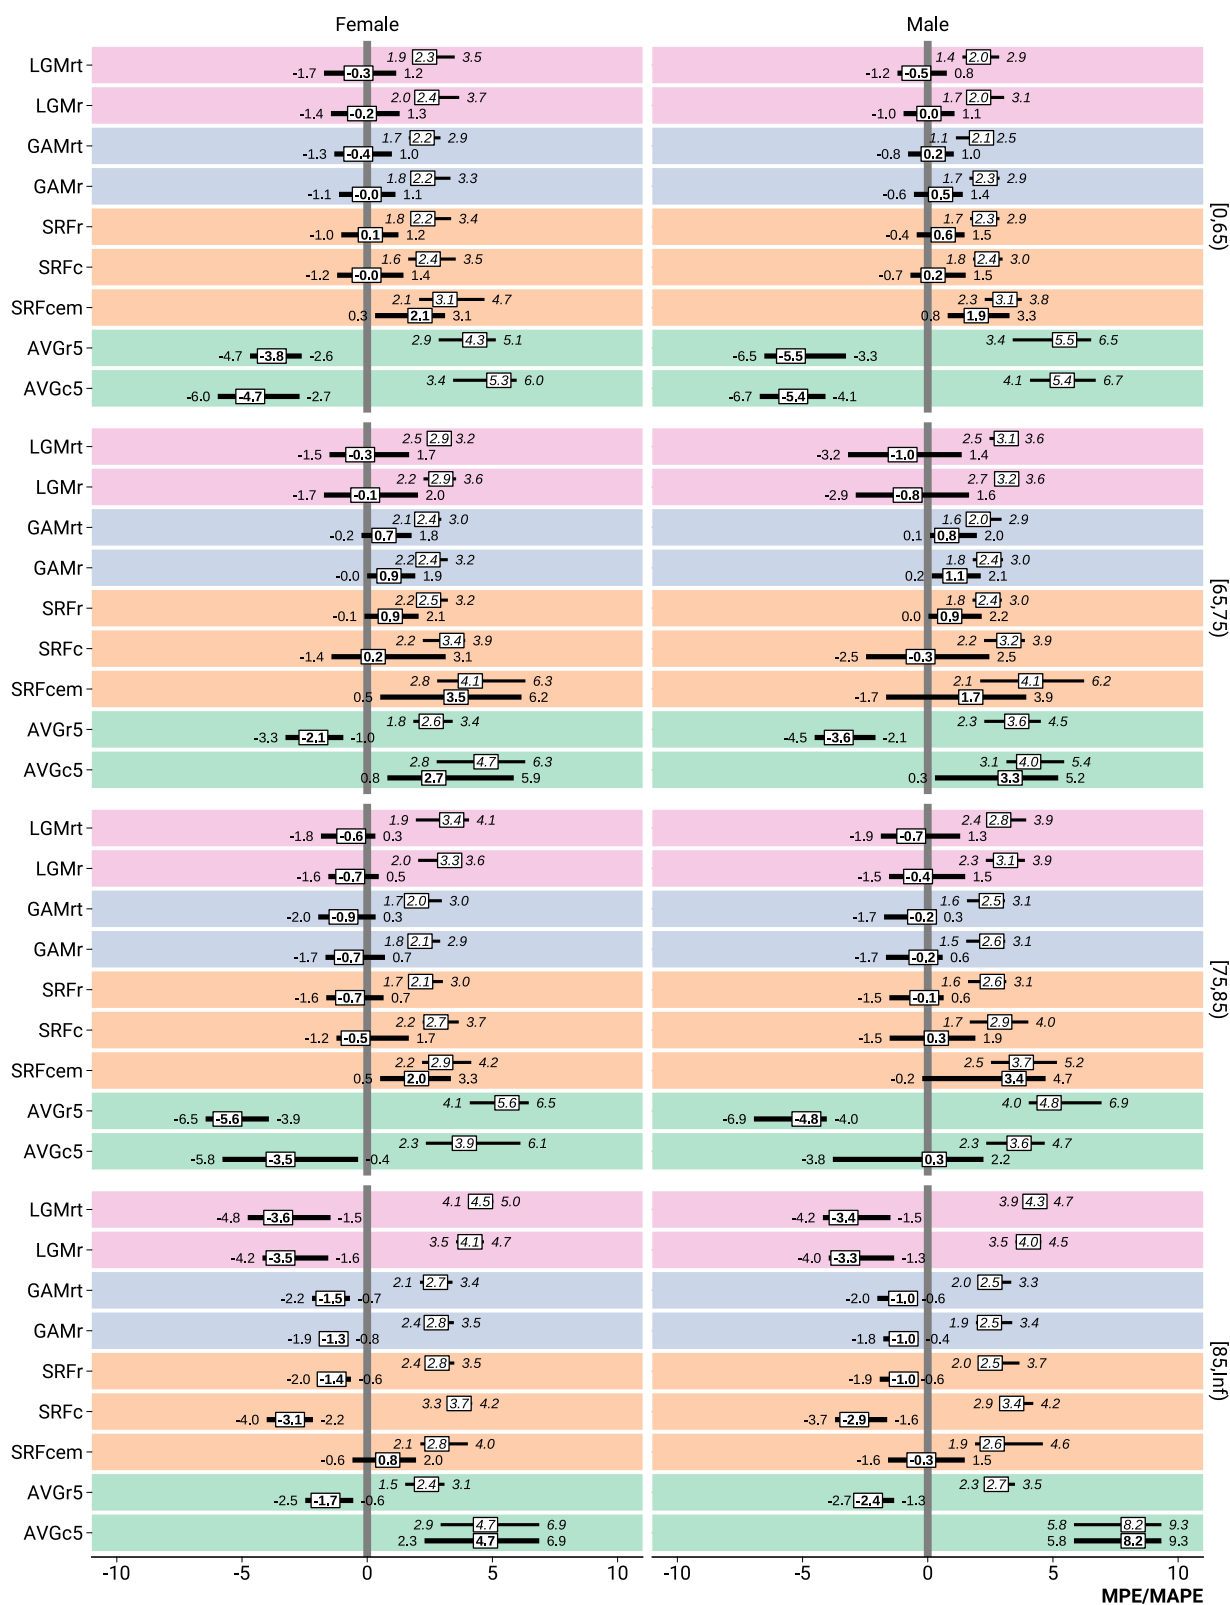 Female Male
LGMrt 1.9 2.3 3.5 1.4 2.0 2.9
-1.7 -0.3 1.2 -1.2 -0.5 0.8
LGMr 2.0 2.4 3.7 1.7 2.0 3.1
-1.4 -0.2 1.3 -1.0 0.0 1.1
GAMrt 1.7 2.2 2.9 1.1 2.1 2.5
-1.3 -0.4 1.0 -0.8 0.2 1.0
GAMr 1.8 2.2 3.3 1.7 2.3 2.9
-1.1 -0.0 1.1 -0.6 0.5 1.4
SRFr 1.8 2.2 3.4 1.7 2.3 2.9
-1.0 0.1 1.2 -0.4 0.6 1.5
SRFc 1.6 2.4 3.5 1.8 2.4 3.0
-1.2 -0.0 1.4 -0.7 0.2 1.5
SRFcem 2.1 3.1 4.7 2.3 3.1 3.8
0.3 2.1 3.1 0.8 1.9 3.3
AVGr5 2.9 4.3 5.1 3.4 5.5 6.5
-4.7 -3.8 -2.6 -6.5 -5.5 -3.3
AVGc5 3.4 5.3 6.0 4.1 5.4 6.7
-6.0 -4.7 -2.7 -6.7 -5.4 -4.1
[0,65)
LGMrt 2.5 2.9 3.2 2.5 3.1 3.6
-1.5 -0.3 1.7 -3.2 -1.0 1.4
LGMr 2.2 2.9 3.6 2.7 3.2 3.6
-1.7 -0.1 2.0 -2.9 -0.8 1.6
GAMrt 2.1 2.4 3.0 1.6 2.0 2.9
-0.2 0.7 1.8 0.1 0.8 2.0
GAMr 2.2 2.4 3.2 1.8 2.4 3.0
-0.0 0.9 1.9 0.2 1.1 2.1
SRFr 2.2 2.5 3.2 1.8 2.4 3.0
-0.1 0.9 2.1 0.0 0.9 2.2
SRFc 2.2 3.4 3.9 2.2 3.2 3.9
-1.4 0.2 3.1 -2.5 -0.3 2.5
SRFcem 2.8 4.1 6.3 2.1 4.1 6.2
0.5 3.5 6.2 -1.7 1.7 3.9
AVGr5 1.8 2.6 3.4 2.3 3.6 4.5
-3.3 -2.1 -1.0 -4.5 -3.6 -2.1
AVGc5 2.8 4.7 6.3 3.1 4.0 5.4
0.8 2.7 5.9 0.3 3.3 5.2
[65,75)
LGMrt 1.9 3.4 4.1 2.4 2.8 3.9
-1.8 -0.6 0.3 -1.9 -0.7 1.3
LGMr 2.0 3.3 3.6 2.3 3.1 3.9
-1.6 -0.7 0.5 -1.5 -0.4 1.5
GAMrt 1.7 2.0 3.0 1.6 2.5 3.1
-2.0 -0.9 0.3 -1.7 -0.2 0.3
GAMr 1.8 2.1 2.9 1.5 2.6 3.1
-1.7 -0.7 0.7 -1.7 -0.2 0.6
SRFr 1.7 2.1 3.0 1.6 2.6 3.1
-1.6 -0.7 0.7 -1.5 -0.1 0.6
SRFc 2.2 2.7 3.7 1.7 2.9 4.0
-1.2 -0.5 1.7 -1.5 0.3 1.9
SRFcem 2.2 2.9 4.2 2.5 3.7 5.2
0.5 2.0 3.3 -0.2 3.4 4.7
AVGr5 4.1 5.6 6.5 4.0 4.8 6.9
-6.5 -5.6 -3.9 -6.9 -4.8 -4.0
AVGc5 2.3 3.9 6.1 2.3 3.6 4.7
-5.8 -3.5 -0.4 -3.8 0.3 2.2
[75,85)
LGMrt 4.1 4.5 5.0 3.9 4.3 4.7
-4.8 -3.6 -1.5 -4.2 -3.4 -1.5
LGMr 3.5 4.1 4.7 3.5 4.0 4.5
-4.2 -3.5 -1.6 -4.0 -3.3 -1.3
GAMrt 2.1 2.7 3.4 2.0 2.5 3.3
-2.2 -1.5 -0.7 -2.0 -1.0 -0.6
GAMr 2.4 2.8 3.5 1.9 2.5 3.4
-1.9 -1.3 -0.8 -1.8 -1.0 -0.4
SRFr 2.4 2.8 3.5 2.0 2.5 3.7
-2.0 -1.4 -0.6 -1.9 -1.0 -0.6
SRFc 3.3 3.7 4.2 2.9 3.4 4.2
-4.0 -3.1 -2.2 -3.7 -2.9 -1.6
SRFcem 2.1 2.8 4.0 1.9 2.6 4.6
-0.6 0.8 2.0 -1.6 -0.3 1.5
AVGr5 1.5 2.4 3.1 2.3 2.7 3.5
-2.5 -1.7 -0.6 -2.7 -2.4 -1.3
AVGc5 2.9 4.7 6.9 5.8 8.2 9.3
2.3 4.7 6.9 5.8 8.2 9.3
[85,Inf)
-10 -5 0 5 10 -10 -5 0 5 10
MPE/MAPE